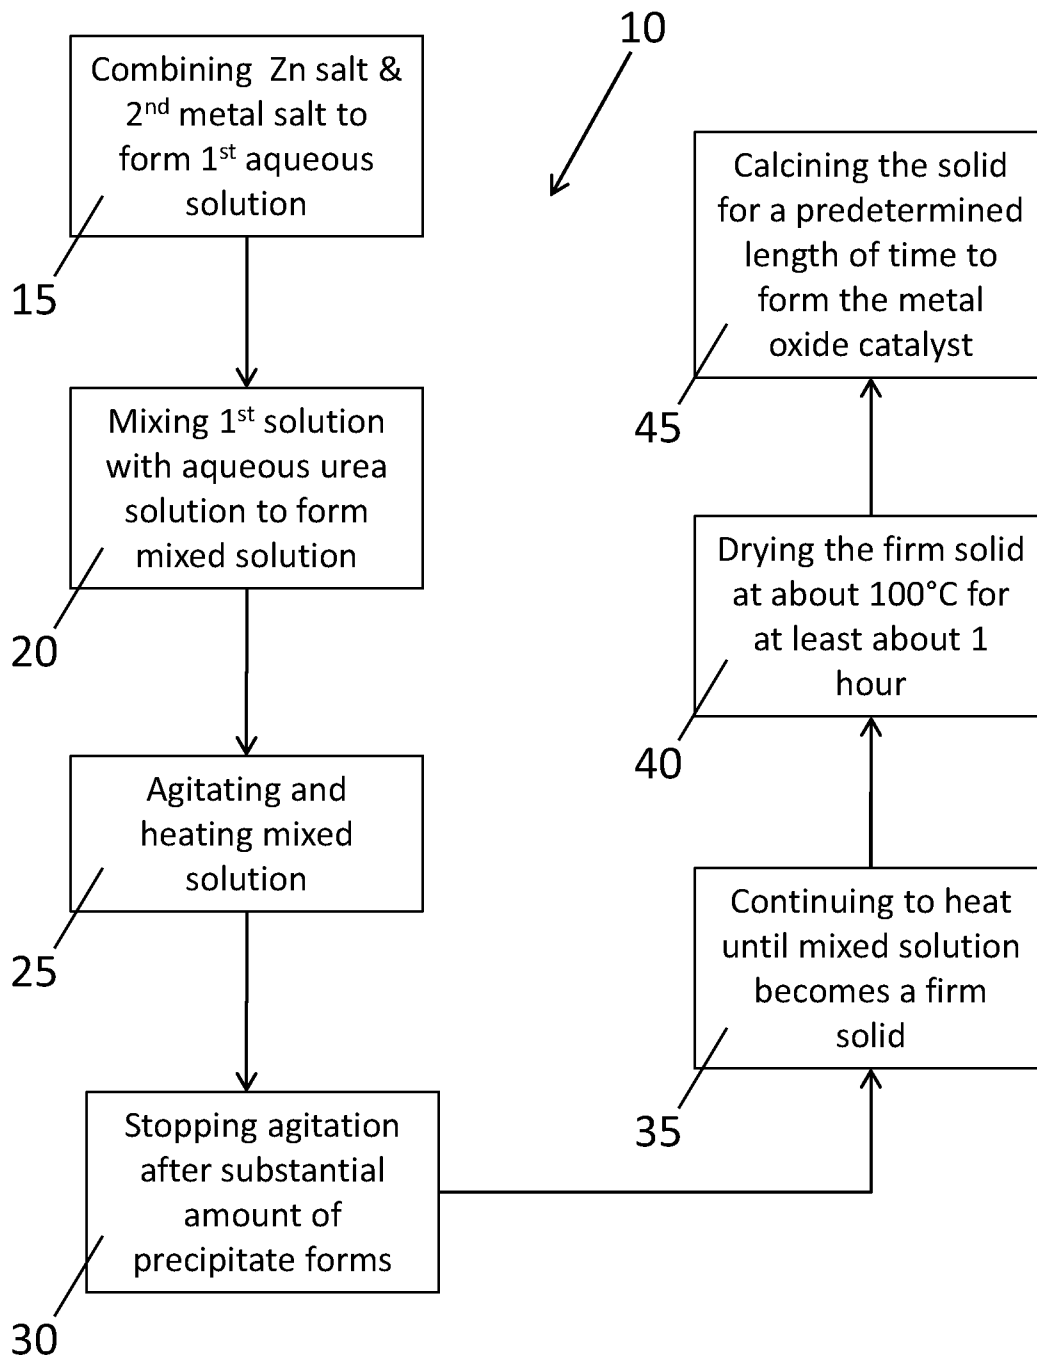 10
Combining Zn salt &
2nd metal salt to
form 1st aqueous
solution
15
Mixing 1st solution
with aqueous urea
solution to form
mixed solution
20
Agitating and
heating mixed
solution
25
Stopping agitation
after substantial
amount of
precipitate forms
30
Continuing to heat
until mixed solution
becomes a firm
solid
35
Drying the firm solid
at about 100°C for
at least about 1
hour
40
Calcining the solid
for a predetermined
length of time to
form the metal
oxide catalyst
45